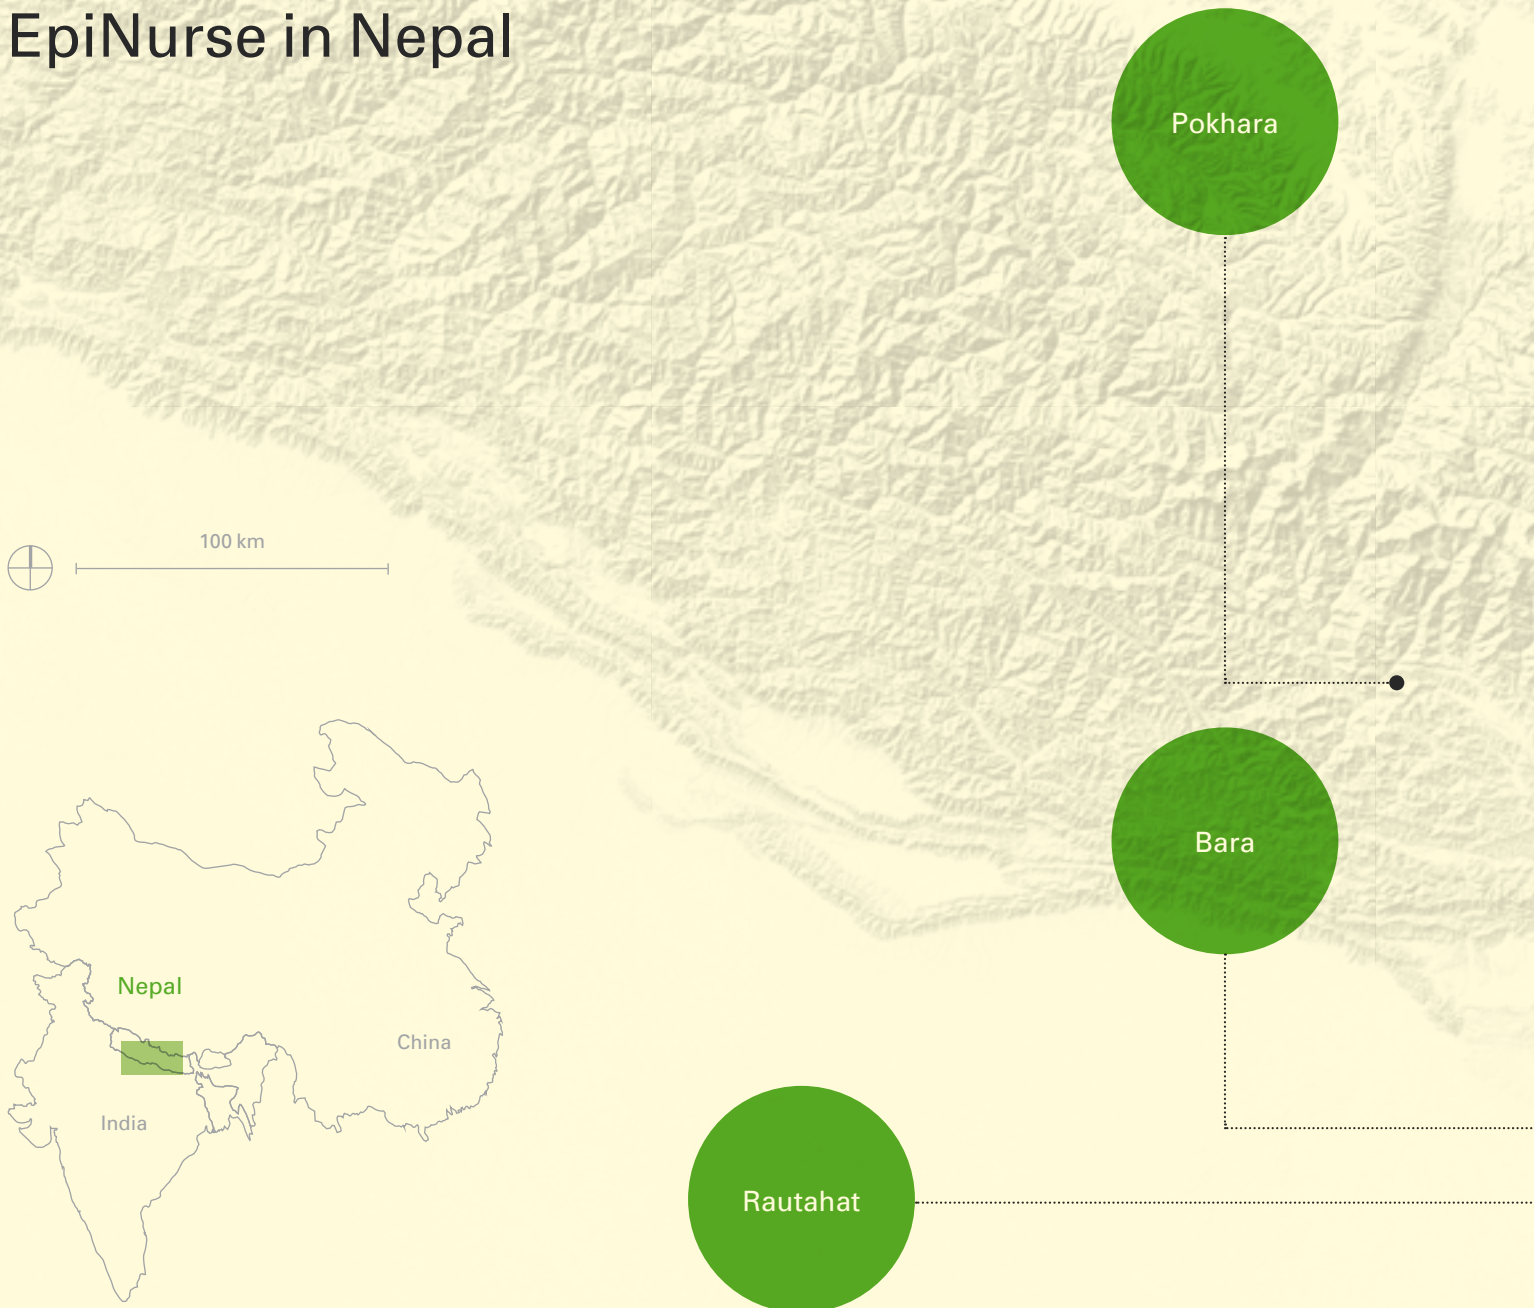 EpiNurse in Nepal
Pokhara
100 km
Bara
Nepal
China
India
Rautahat